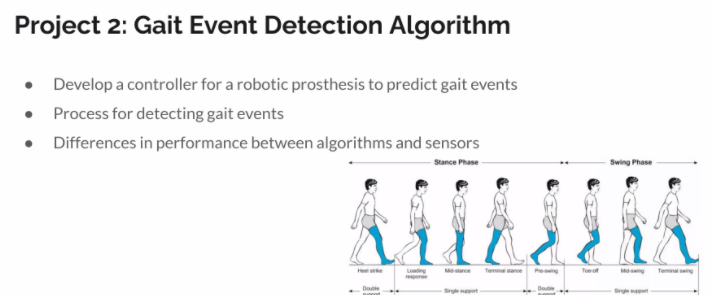 Project 2: Gait Event Detection Algorithm
● Develop a controller for a robotic prosthesis to predict gait events
● Process for detecting gait events
● Differences in performance between algorithms and sensors
Stance Phase Swing Phase
Heel strike Loading response Mid-stance Terminal stance Pre-swing Toe-off Mid-swing Terminal swing
Double support Single support Double support Single support